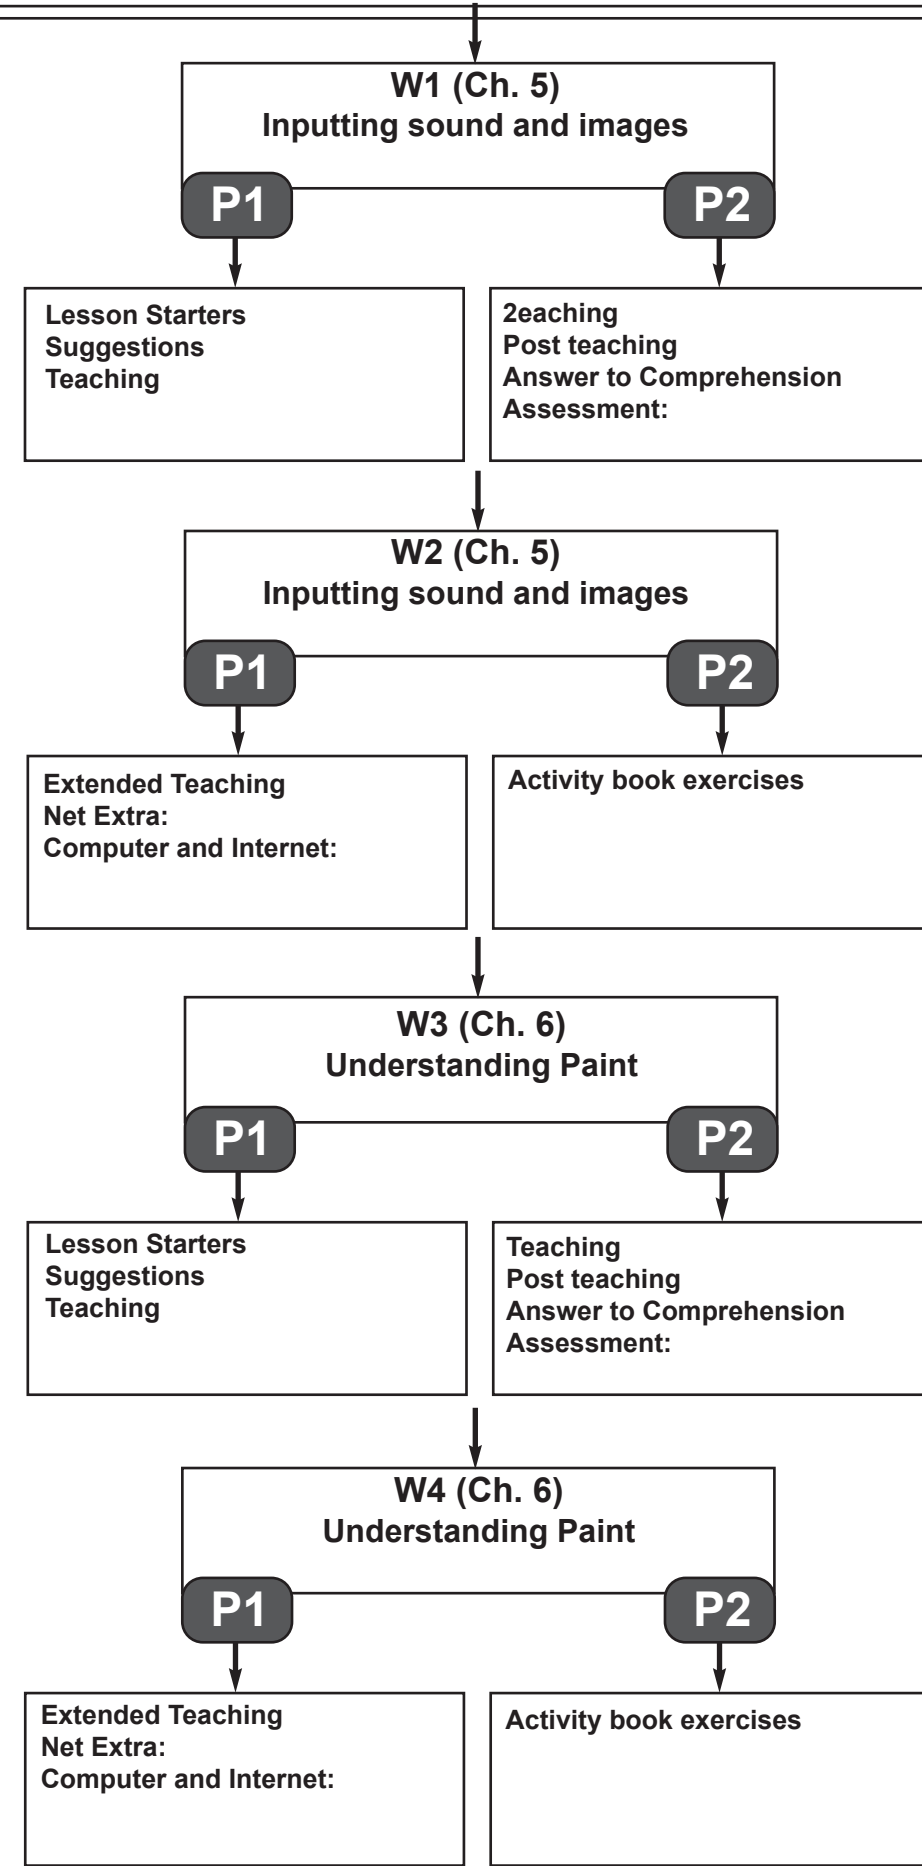 W1 (Ch. 5)
Inputting sound and images
P1
P2
Lesson Starters
Suggestions
Teaching
2eaching
Post teaching
Answer to Comprehension
Assessment:
W2 (Ch. 5)
Inputting sound and images
P1
P2
Extended Teaching
Net Extra:
Computer and Internet:
Activity book exercises
W3 (Ch. 6)
Understanding Paint
P1
P2
Lesson Starters
Suggestions
Teaching
Teaching
Post teaching
Answer to Comprehension
Assessment:
W4 (Ch. 6)
Understanding Paint
P1
P2
Extended Teaching
Net Extra:
Computer and Internet:
Activity book exercises